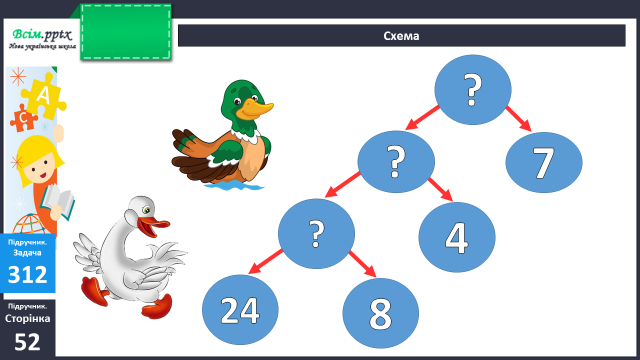 Всім.pptx
Нова українська школа
Схема
А
С
Підручник.
Задача
312
Підручник.
Сторінка
52
?
?
7
?
4
24
8